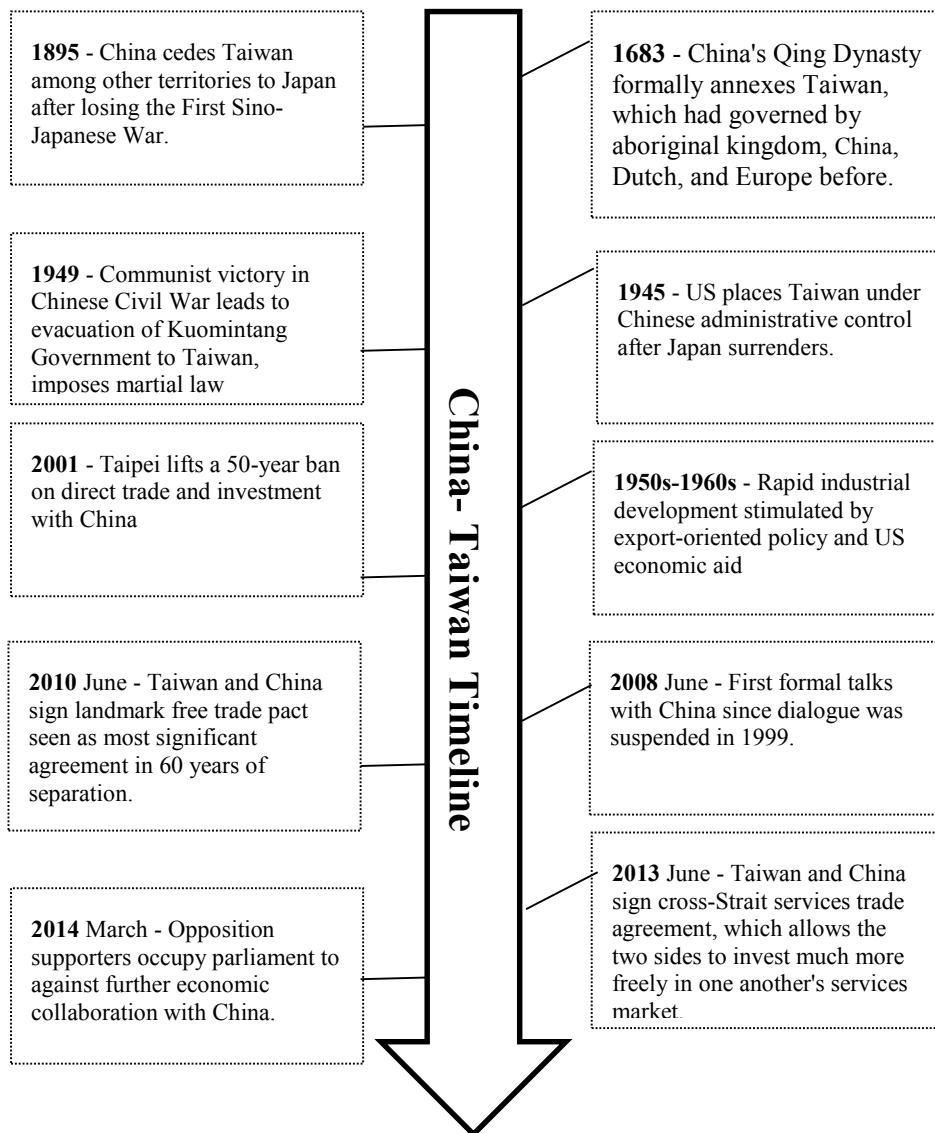 1683 - China's Qing Dynasty
formally annexes Taiwan,
which had governed by
aboriginal kingdom, China,
Dutch, and Europe before.
1895 - China cedes Taiwan
among other territories to Japan
after losing the First Sino-
Japanese War.
1945 - US places Taiwan under
Chinese administrative control
after Japan surrenders.
1949 - Communist victory in
Chinese Civil War leads to
evacuation of Kuomintang
Government to Taiwan,
imposes martial law
1950s-1960s - Rapid industrial
development stimulated by
export-oriented policy and US
economic aid
2001 - Taipei lifts a 50-year ban
on direct trade and investment
with China
2008 June - First formal talks
with China since dialogue was
suspended in 1999.
2010 June - Taiwan and China
sign landmark free trade pact
seen as most significant
agreement in 60 years of
separation.
2013 June - Taiwan and China
sign cross-Strait services trade
agreement, which allows the
two sides to invest much more
freely in one another's services
market.
2014 March - Opposition
supporters occupy parliament to
against further economic
collaboration with China.
China- Taiwan Timeline